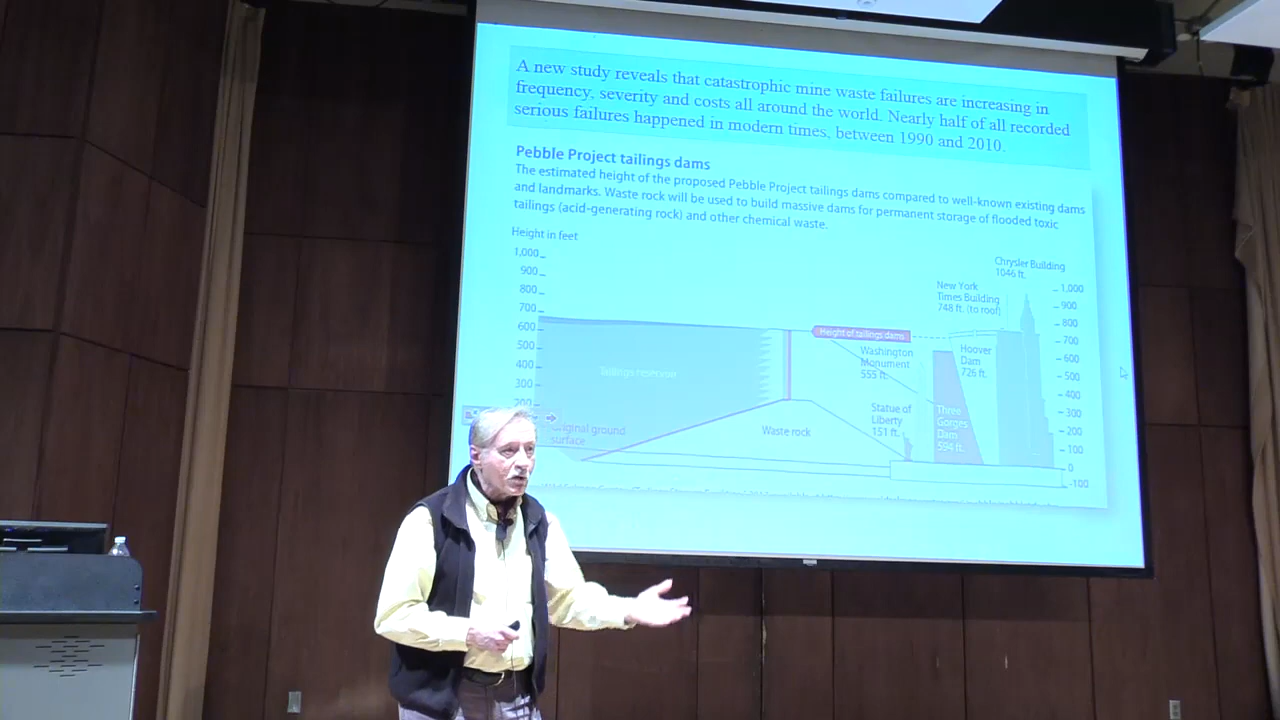 A new study reveals that catastrophic mine waste failures are increasing in
frequency, severity and costs all around the world. Nearly half of all recorded
serious failures happened in modern times, between 1990 and 2010.
Pebble Project tailings dams
The estimated height of the proposed Pebble Project tailings dams compared to well-known existing dams
and landmarks. Waste rock will be used to build massive dams for permanent storage of flooded toxic
tailings (acid-generating rock) and other chemical waste.
Height in feet
1,000
900
800
700
600
500
400
300
200
Tailings reservoir
Original ground
surface
Waste rock
Height of tailings dams
Washington
Monument
555 ft.
Statue of
Liberty
151 ft.
Three
Gorges
Dam
594 ft.
Hoover
Dam
726 ft.
New York
Times Building
748 ft. (to roof)
Chrysler Building
1046 ft.
1,000
900
800
700
600
500
400
300
200
100
0
-100